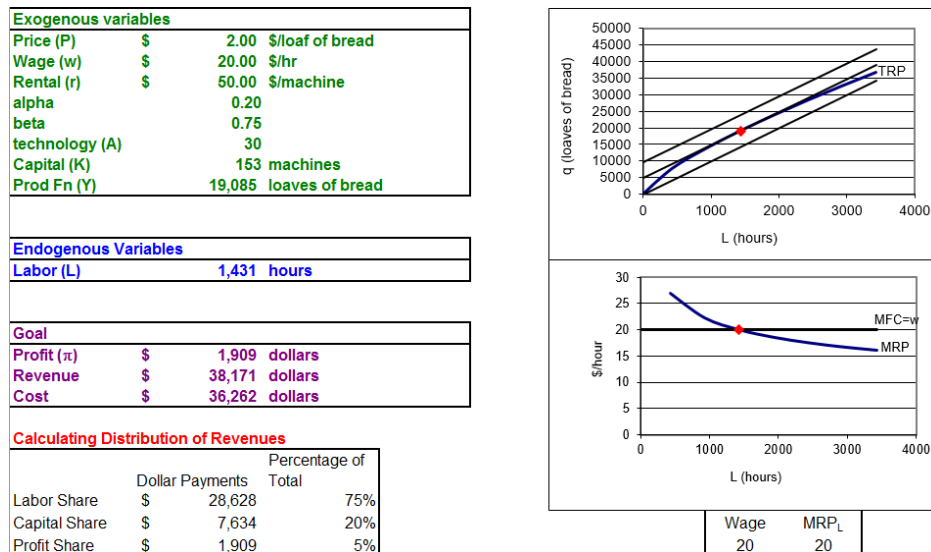 Exogenous variables
Price (P) $ 2.00 $/loaf of bread
Wage (w) $ 20.00 $/hr
Rental (r) $ 50.00 $/machine
alpha 0.20
beta 0.75
technology (A) 30
Capital (K) 153 machines
Prod Fn (Y) 19,085 loaves of bread
Endogenous Variables
Labor (L) 1,431 hours
Goal
Profit (π) $ 1,909 dollars
Revenue $ 38,171 dollars
Cost $ 36,262 dollars
Calculating Distribution of Revenues
Percentage of
Dollar Payments Total
Labor Share $ 28,628 75%
Capital Share $ 7,634 20%
Profit Share $ 1,909 5%
q (loaves of bread)
50000
45000
40000
35000
30000
25000
20000
15000
10000
5000
0
TRP
0 1000 2000 3000 4000
L (hours)
$/hour
30
25
20
15
10
5
0
MFC=w
MRP
0 1000 2000 3000 4000
L (hours)
Wage MRPL
20 20